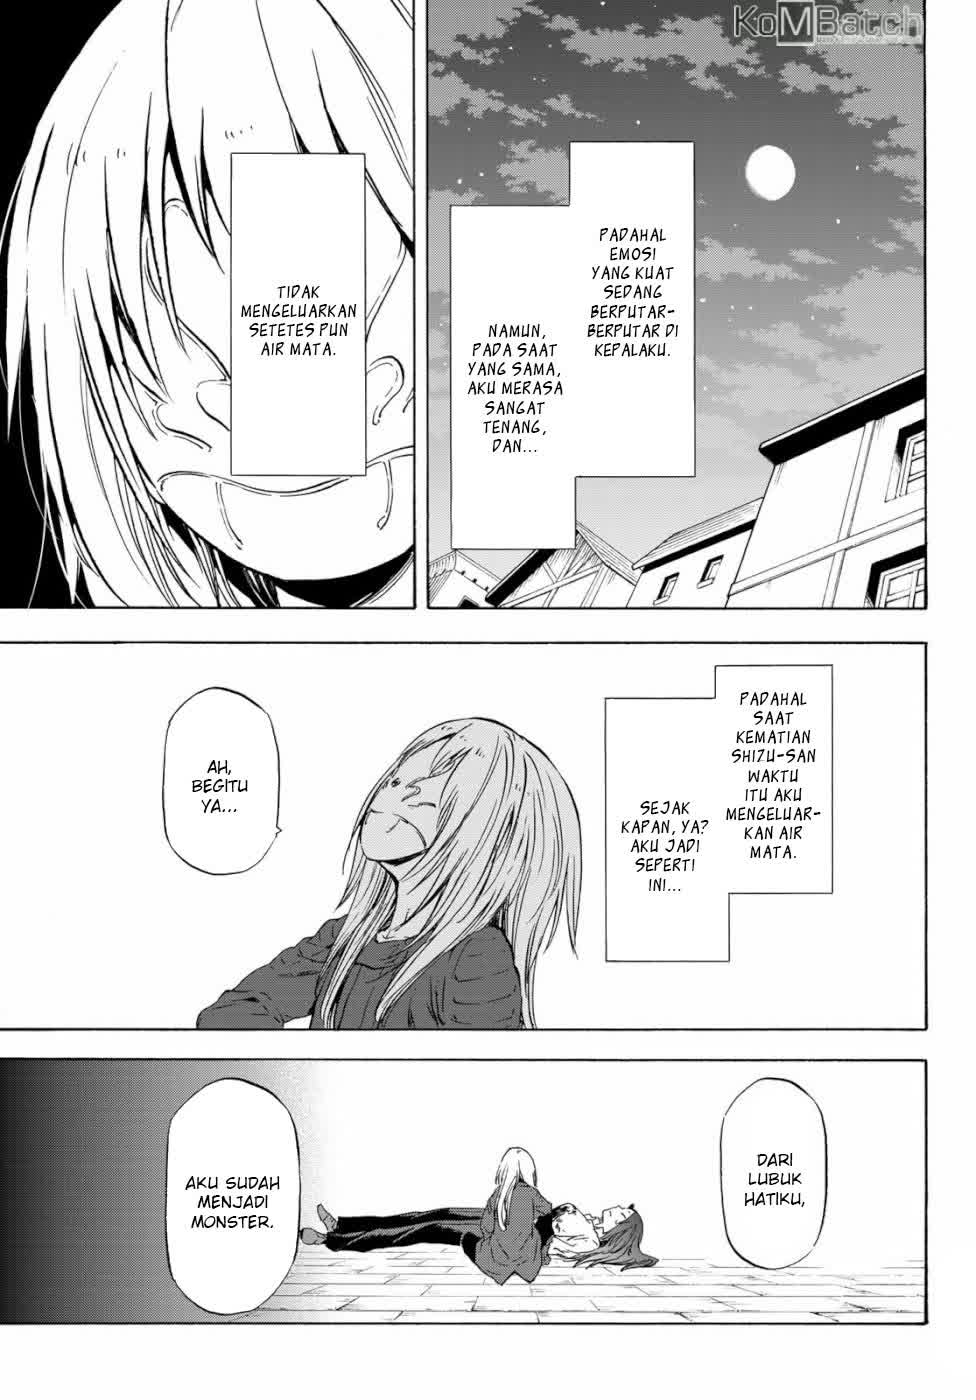 KoMBatch
PADAHAL
EMOSI
YANG KUAT
SEDANG
BERPUTAR-
BERPUTAR DI
KEPALAKU.
NAMUN,
PADA SAAT
YANG SAMA,
AKU MERASA
SANGAT
TENANG,
DAN...
TIDAK
MENGELUARKAN
SETETES PUN
AIR MATA.
PADAHAL
SAAT
KEMATIAN
SHIZU-SAN
WAKTU
ITU AKU
MENGELUAR-
KAN AIR
MATA.
SEJAK
KAPAN, YA?
AKU JADI
SEPERTI
INI...
AH,
BEGITU
YA...
DARI
LUBUK
HATIKU,
AKU SUDAH
MENJADI
MONSTER.